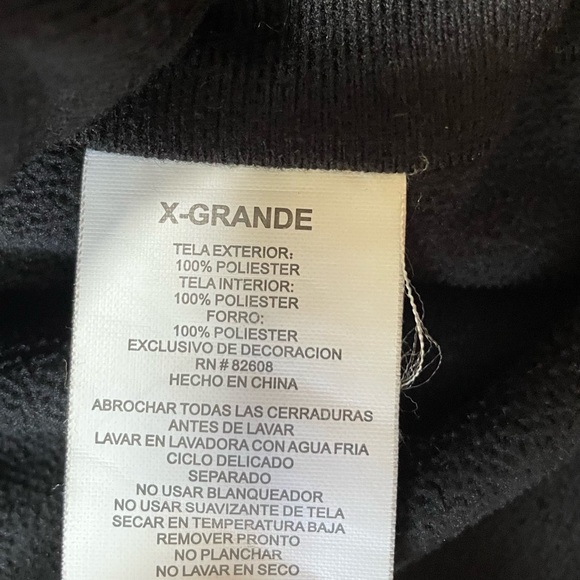 X-GRANDE
TELA EXTERIOR:
100% POLIESTER
TELA INTERIOR:
100% POLIESTER
FORRO:
100% POLIESTER
EXCLUSIVO DE DECORACION
RN # 82608
HECHO EN CHINA
ABROCHAR TODAS LAS CERRADURAS
ANTES DE LAVAR
LAVAR EN LAVADORA CON AGUA FRIA
CICLO DELICADO
SEPARADO
NO USAR BLANQUEADOR
NO USAR SUAVIZANTE DE TELA
SECAR EN TEMPERATURA BAJA
REMOVER PRONTO
NO PLANCHAR
NO LAVAR EN SECO